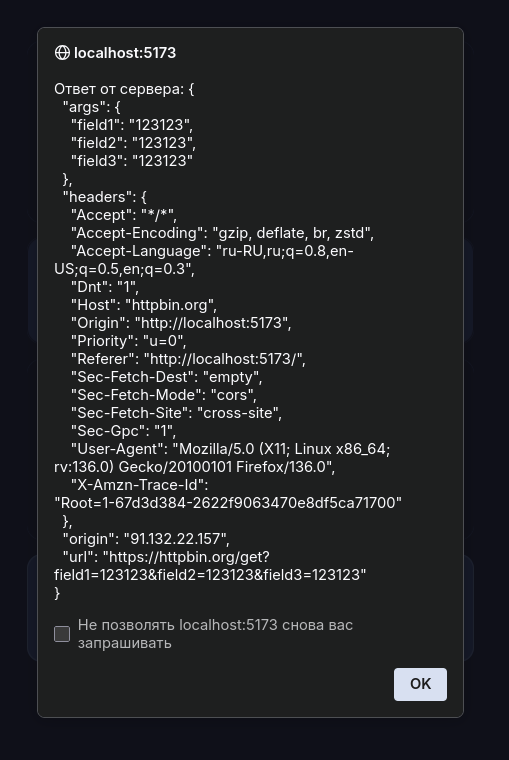 localhost:5173
Ответ от сервера: {
"args": {
"field1": "123123",
"field2": "123123",
"field3": "123123"
},
"headers": {
"Accept": "*/*",
"Accept-Encoding": "gzip, deflate, br, zstd",
"Accept-Language": "ru-RU,ru;q=0.8,en-
US;q=0.5,en;q=0.3",
"Dnt": "1",
"Host": "httpbin.org",
"Origin": "http://localhost:5173",
"Priority": "u=0",
"Referer": "http://localhost:5173/",
"Sec-Fetch-Dest": "empty",
"Sec-Fetch-Mode": "cors",
"Sec-Fetch-Site": "cross-site",
"Sec-Gpc": "1",
"User-Agent": "Mozilla/5.0 (X11; Linux x86_64;
rv:136.0) Gecko/20100101 Firefox/136.0",
"X-Amzn-Trace-Id":
"Root=1-67d3d384-2622f9063470e8df5ca71700"
},
"origin": "91.132.22.157",
"url": "https://httpbin.org/get?
field1=123123&field2=123123&field3=123123"
}
Не позволять localhost:5173 снова вас
запрашивать
OK